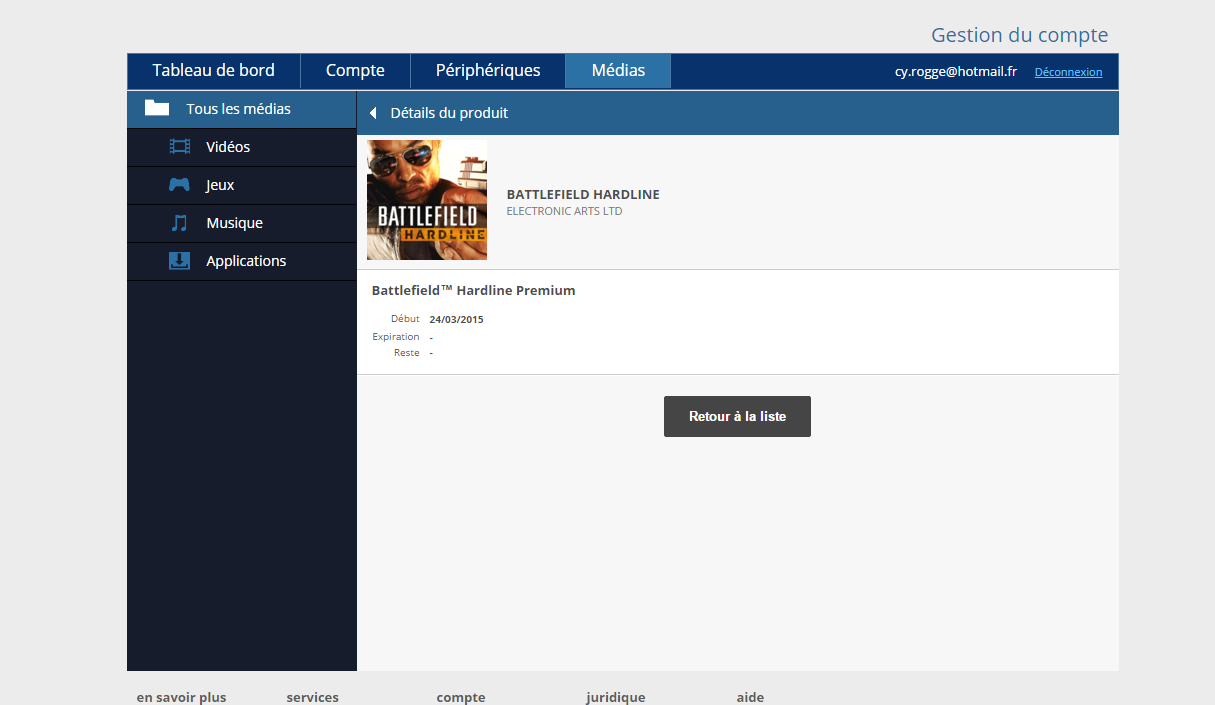 Gestion du compte
Tableau de bord Compte Périphériques Médias cy.rogge@hotmail.fr Déconnexion
Tous les médias
Détails du produit
Vidéos
Jeux
Musique
Applications
BATTLEFIELD
HARDLINE
BATTLEFIELD HARDLINE
ELECTRONIC ARTS LTD
Battlefield™ Hardline Premium
Début 24/03/2015
Expiration -
Reste -
Retour à la liste
en savoir plus services compte juridique aide